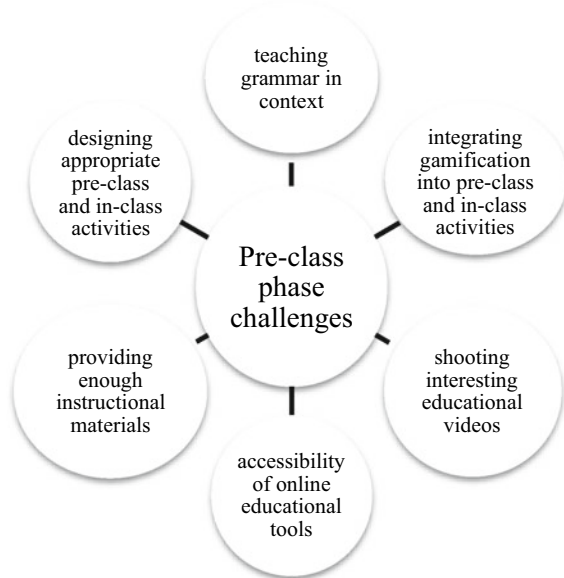 teaching
grammar in
context
integrating
gamification
into pre-class
and in-class
activities
shooting
interesting
educational
videos
accessibility
of online
educational
tools
providing
enough
instructional
materials
designing
appropriate
pre-class
and in-class
activities
Pre-class
phase
challenges